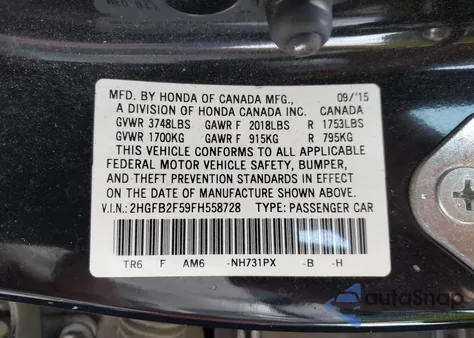 MFD. BY HONDA OF CANADA MFG., 09/'15
A DIVISION OF HONDA CANADA INC. CANADA
GVWR 3748LBS GAWR F 2018LBS R 1753LBS
GVWR 1700KG GAWR F 915KG R 795KG
THIS VEHICLE CONFORMS TO ALL APPLICABLE
FEDERAL MOTOR VEHICLE SAFETY, BUMPER,
AND THEFT PREVENTION STANDARDS IN EFFECT
ON THE DATE OF MANUFACTURE SHOWN ABOVE.
V.I.N.: 2HGFB2F59FH558728 TYPE: PASSENGER CAR
TR6 F AM6 -NH731PX -B -H
autoSnap